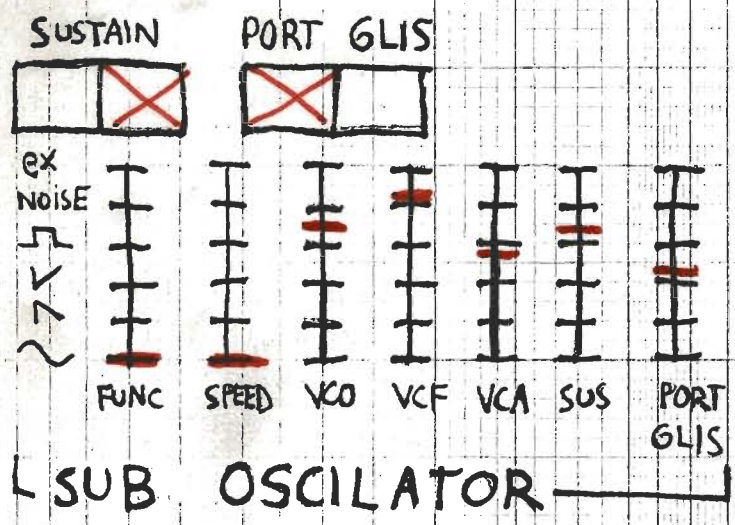 SUSTAIN PORT GLIS
ex
NOISE
FUNC SPEED VCO VCF VCA SUS PORT
GLIS
SUB OSCILATOR